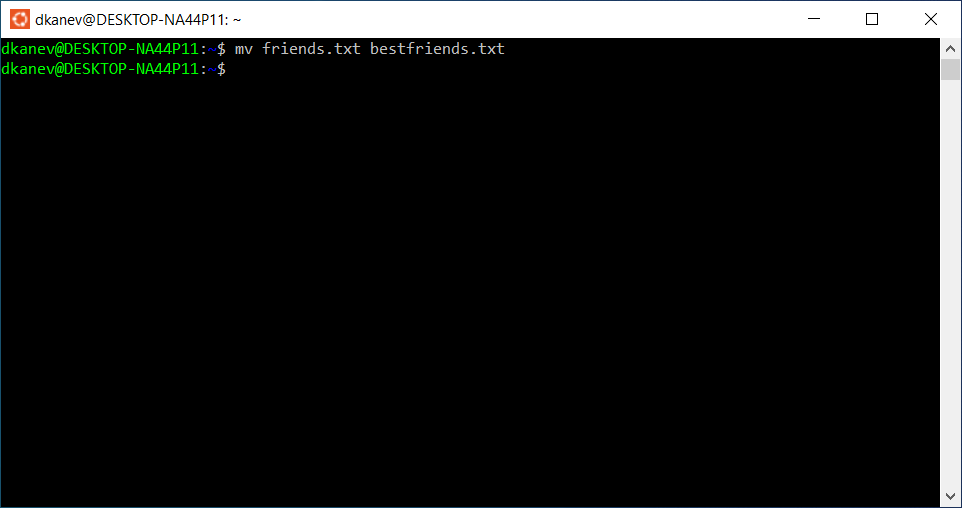 dkanev@DESKTOP-NA44P11: ~
dkanev@DESKTOP-NA44P11:~$ mv friends.txt bestfriends.txt
dkanev@DESKTOP-NA44P11:~$